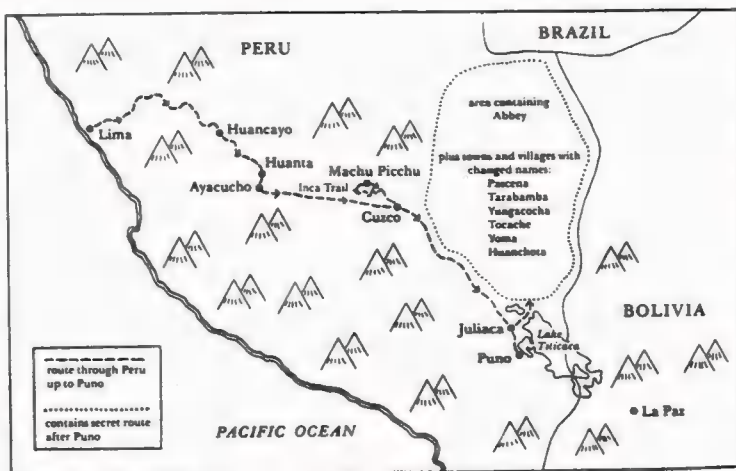 BRAZIL
PERU
area containing
Abbey
Lima
Huancayo
Huanta
Machu Picchu
plus towns and villages with
changed names:
Pascena
Tarabamba
Yungacocha
Tocache
Yoma
Huanchota
Ayacucho
Inca Trail
Cuzco
Juliaca
Lake
Titicaca
BOLIVIA
Puno
route through Peru
up to Puno
contains secret route
after Puno
PACIFIC OCEAN
La Paz